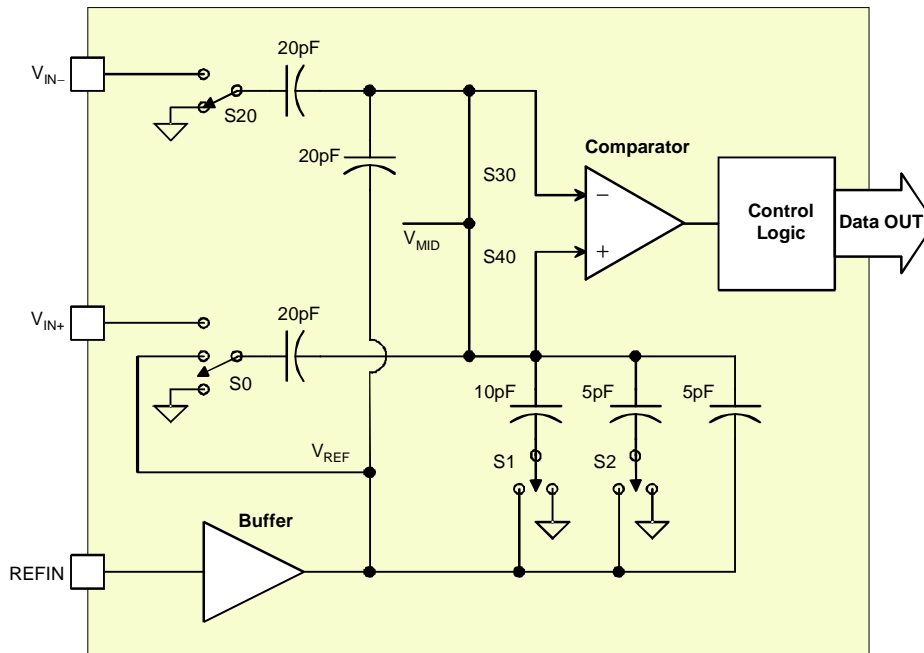 20pF
V_IN−
S20
20pF
Comparator
S30
−
Control
Logic
Data OUT
V_MID
S40
+
V_IN+
20pF
S0
10pF
5pF
5pF
V_REF
S1
S2
Buffer
REFIN